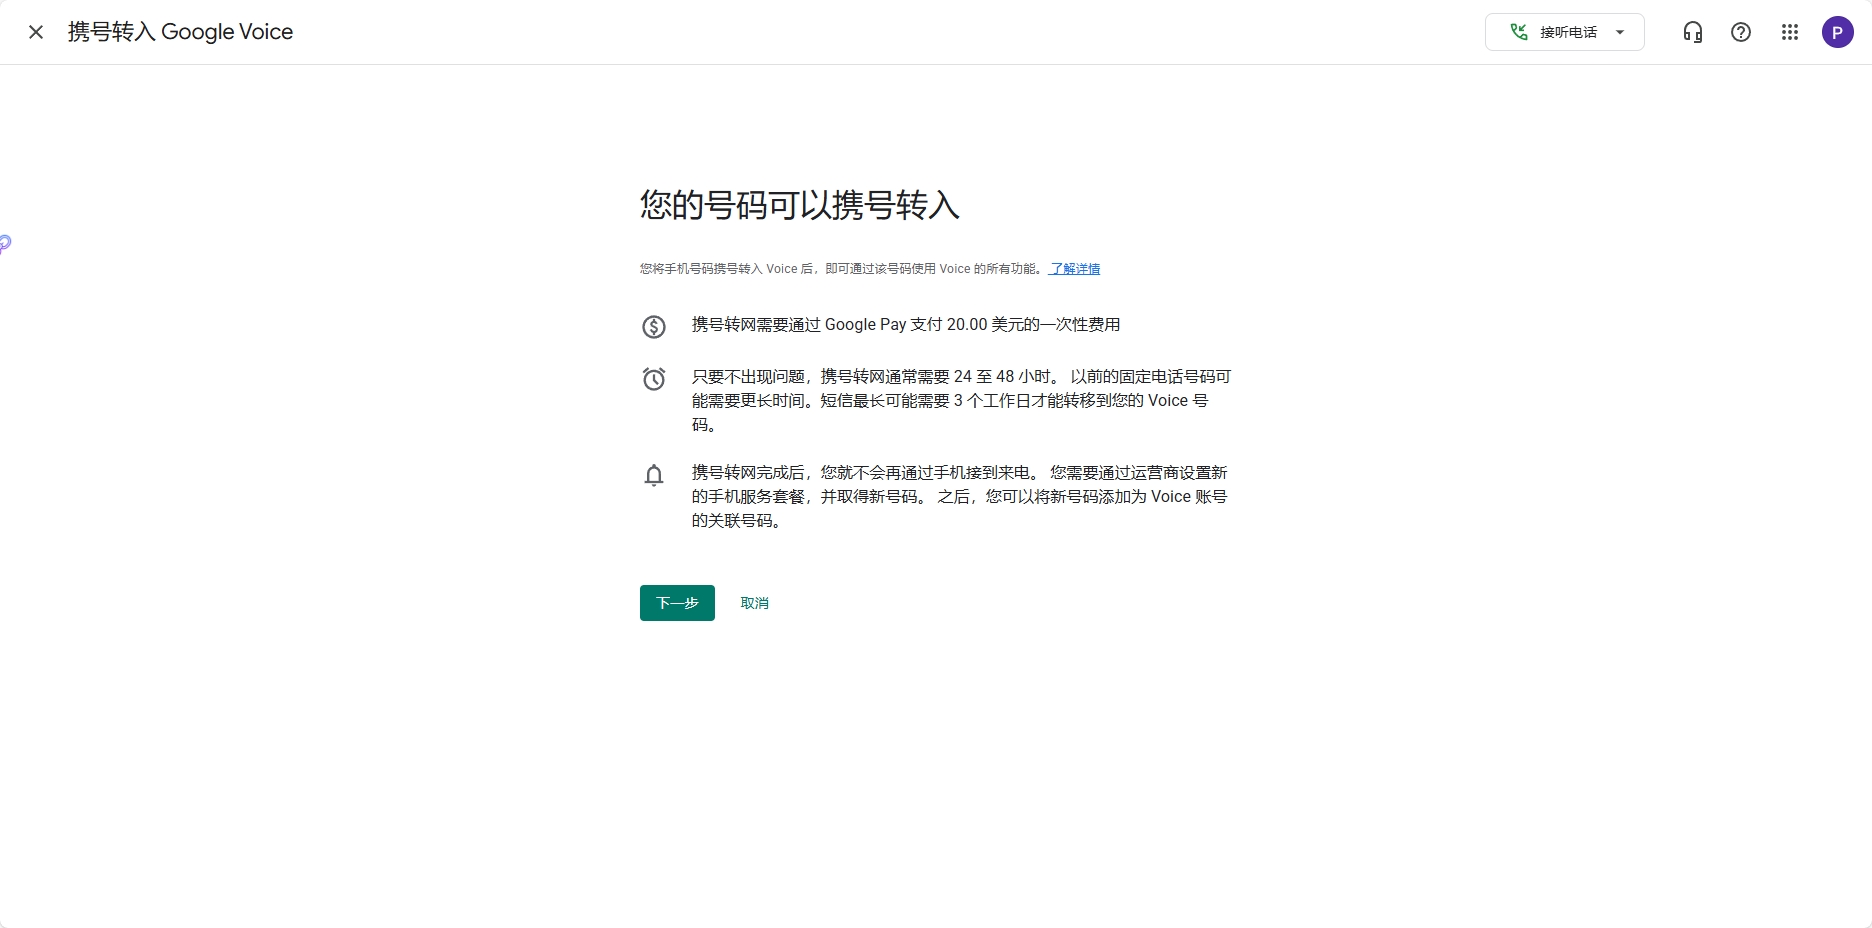 携号转入 Google Voice
接听电话
P
您的号码可以携号转入
您将手机号码携号转入 Voice 后，即可通过该号码使用 Voice 的所有功能。 了解详情
携号转网需要通过 Google Pay 支付 20.00 美元的一次性费用
只要不出现问题，携号转网通常需要 24 至 48 小时。 以前的固定电话号码可
能需要更长时间。短信最长可能需要 3 个工作日才能转移到您的 Voice 号
码。
携号转网完成后，您就不会再通过手机接到来电。 您需要通过运营商设置新
的手机服务套餐，并取得新号码。 之后，您可以将新号码添加为 Voice 账号
的关联号码。
下一步 取消